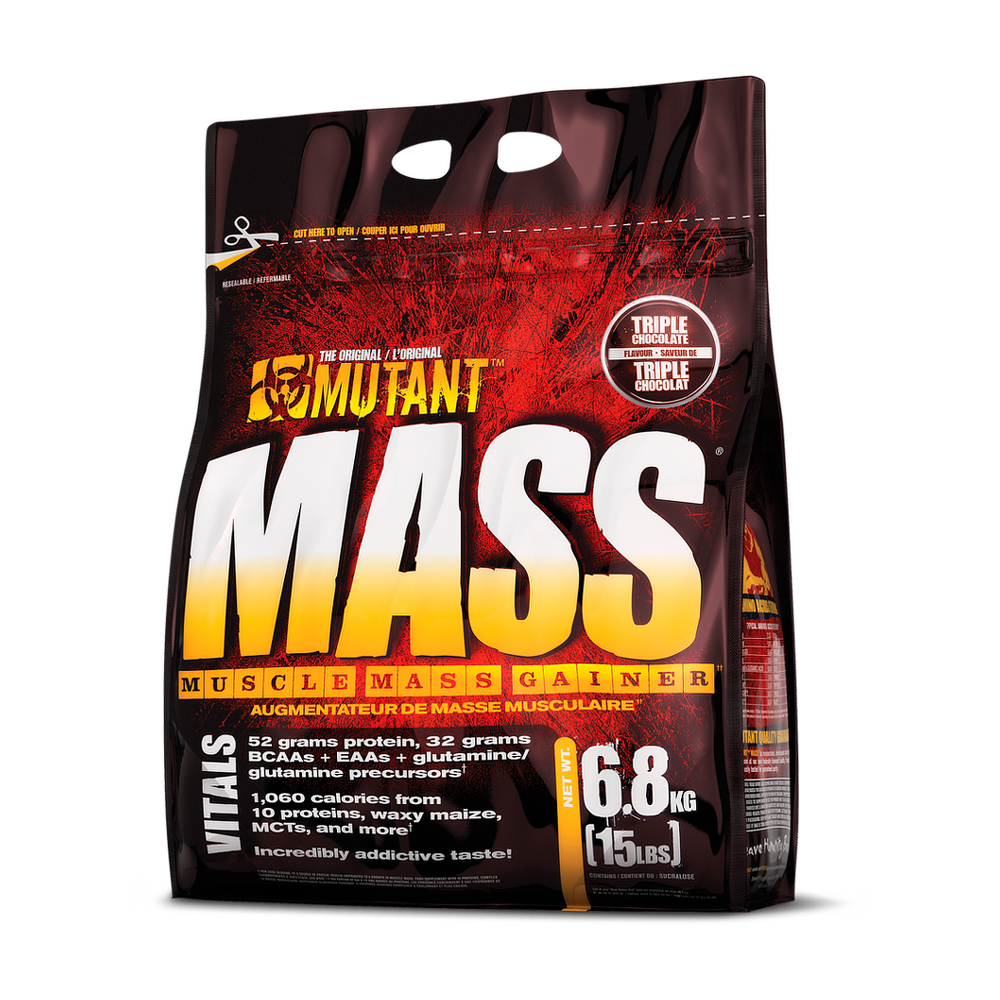 CUT HERE TO OPEN / COUPER ICI POUR OUVRIR
RESEALABLE / REFERMABLE
TRIPLE
CHOCOLATE
FLAVOUR • SAVEUR DE
TRIPLE
CHOCOLAT
THE ORIGINAL / L'ORIGINAL
MUTANT™
MASS®
MUSCLE MASS GAINER††
AUGMENTATEUR DE MASSE MUSCULAIRE††
VITALS
52 grams protein, 32 grams
BCAAs + EAAs + glutamine/
glutamine precursors†
1,060 calories from
10 proteins, waxy maize,
MCTs, and more†
Incredibly addictive taste!
NET WT.
6.8KG
[15LBS]
CONTAINS / CONTIENT DU : SUCRALOSE